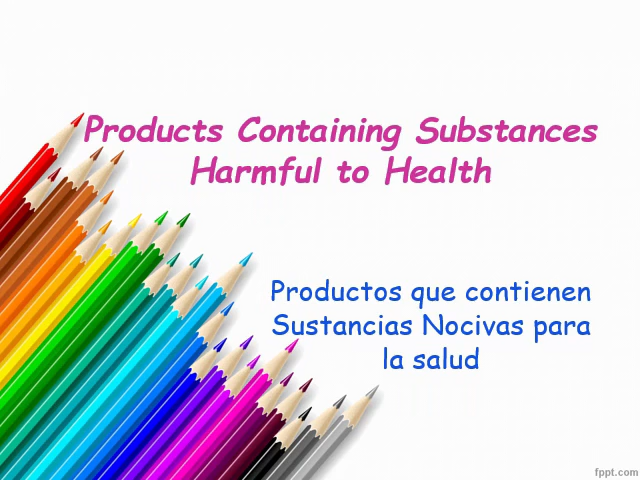 Products Containing Substances
Harmful to Health
Productos que contienen
Sustancias Nocivas para
la salud
fppt.com